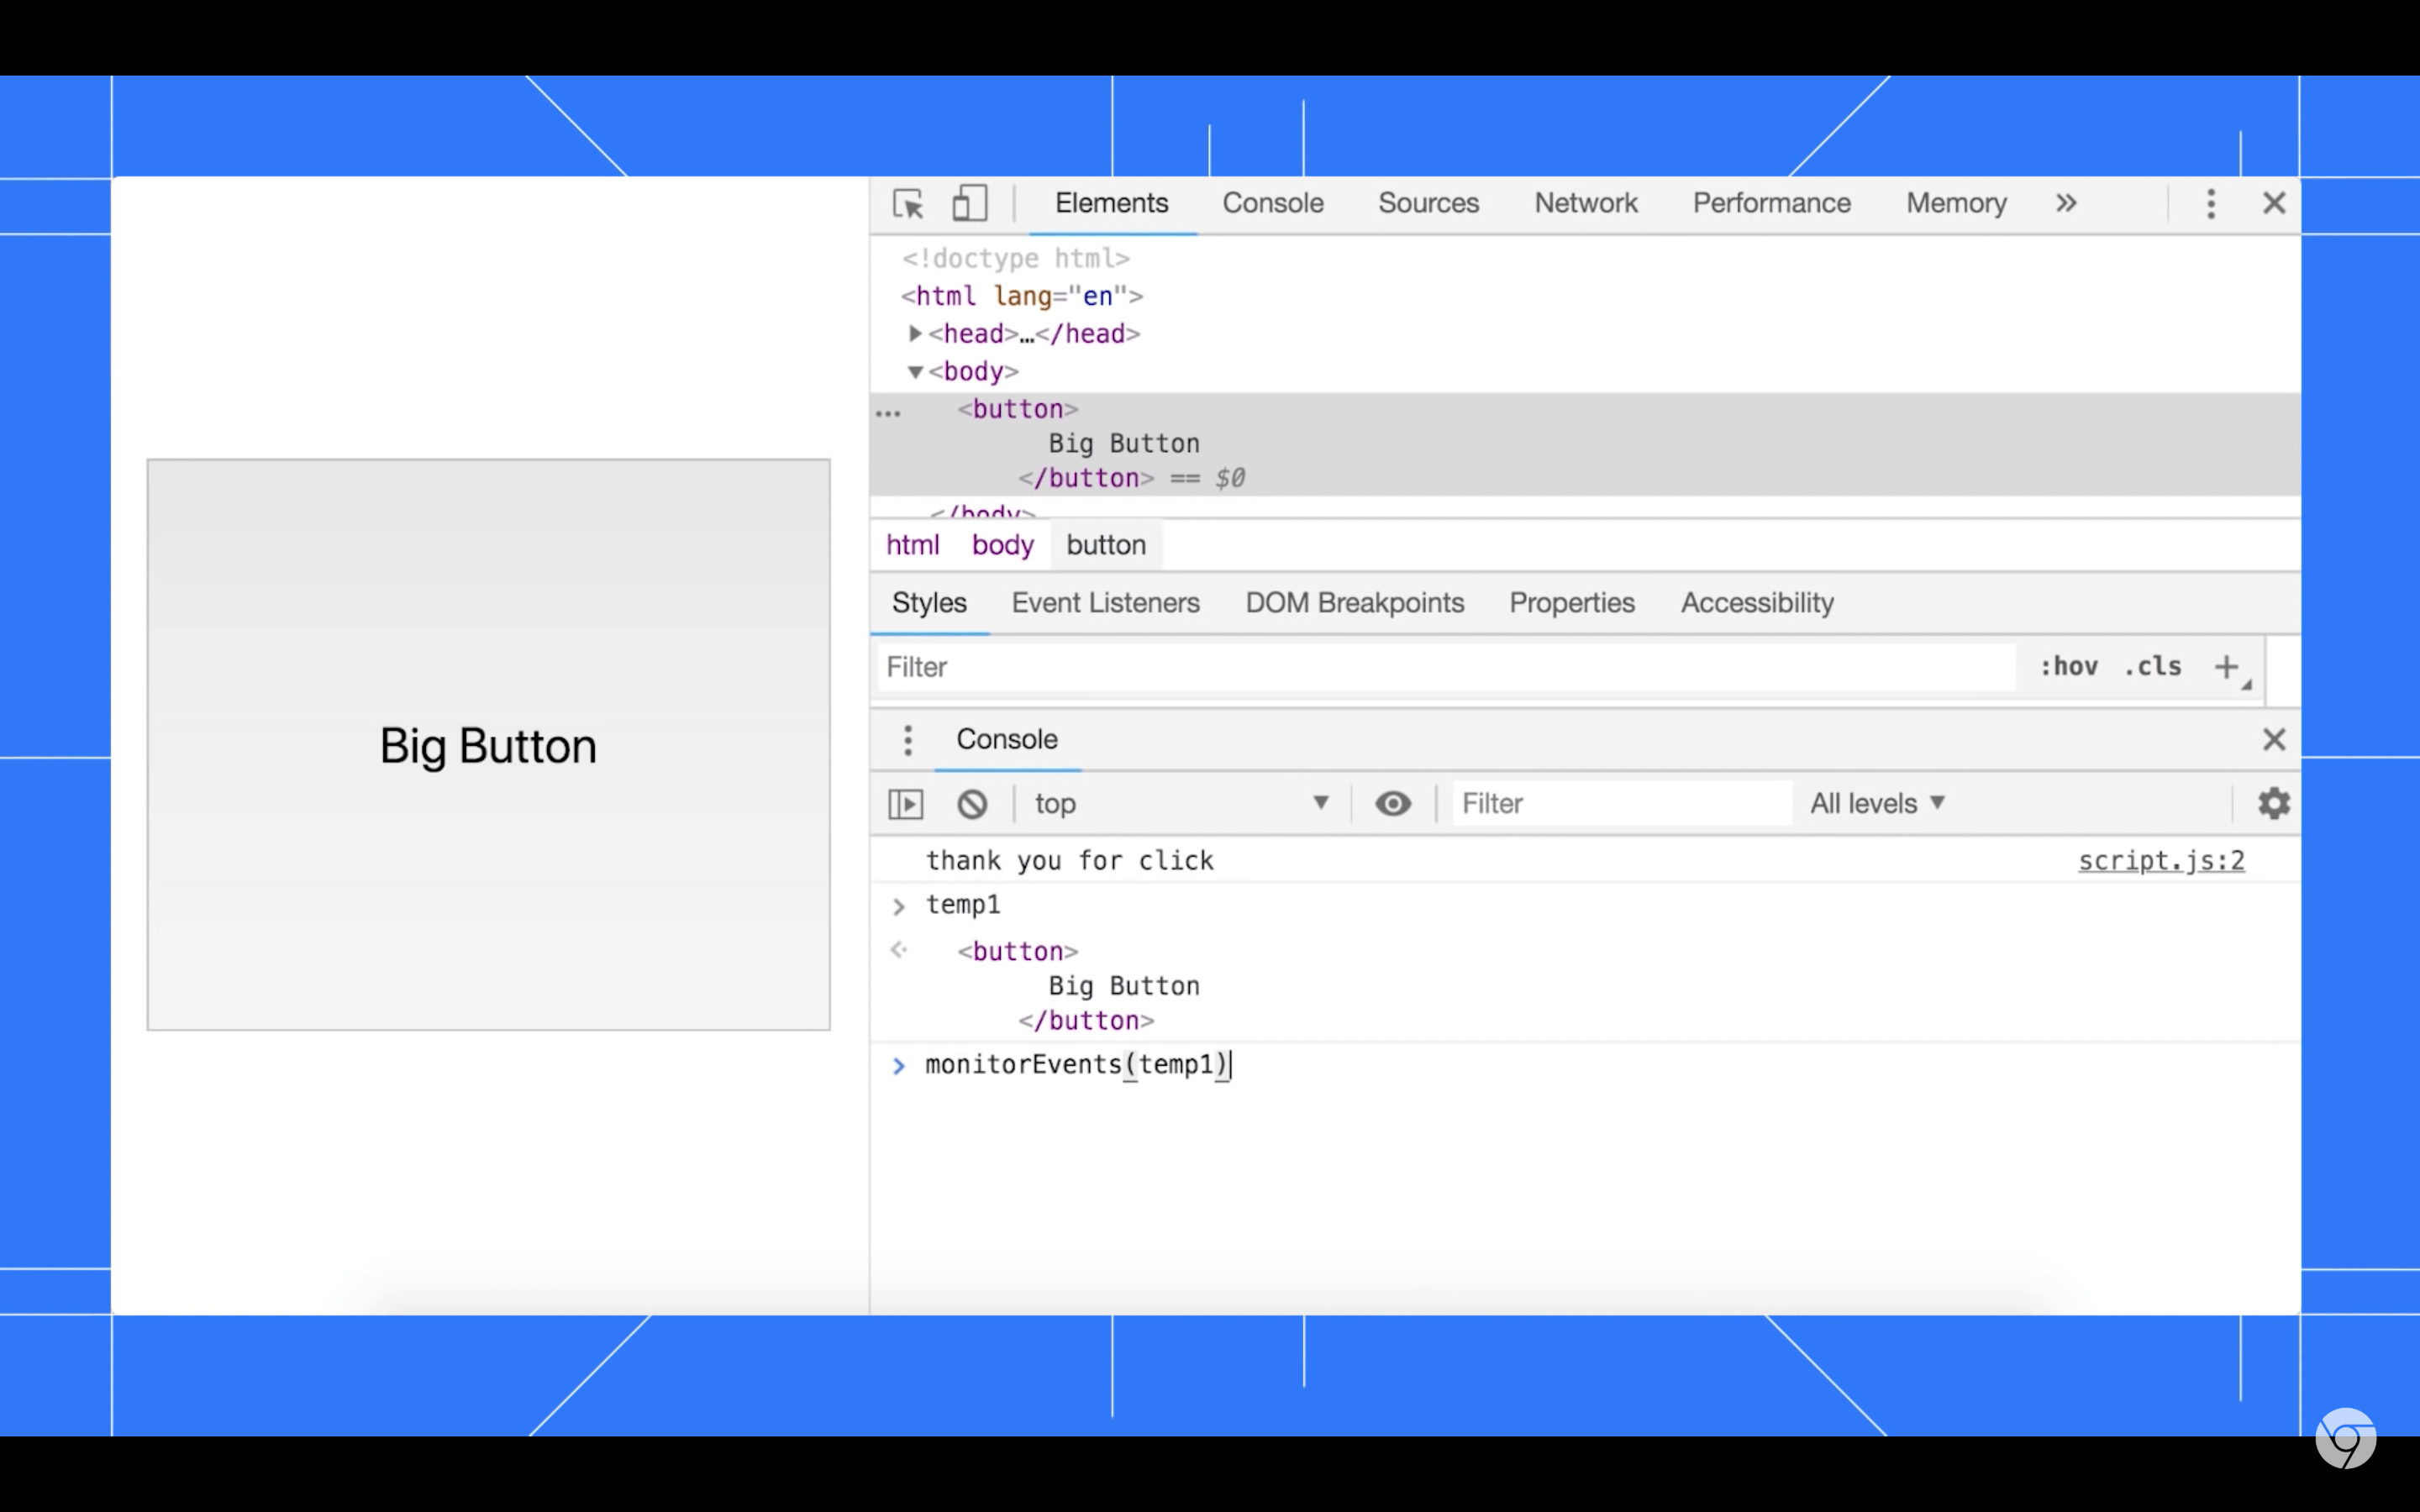 Elements Console Sources Network Performance Memory
<!doctype html>
<html lang="en">
<head>…</head>
<body>
<button>
Big Button
</button> == $0
</body>
html body button
Styles Event Listeners DOM Breakpoints Properties Accessibility
Filter :hov .cls +
Big Button
Console
top Filter All levels
thank you for click script.js:2
> temp1
<button>
Big Button
</button>
> monitorEvents(temp1)